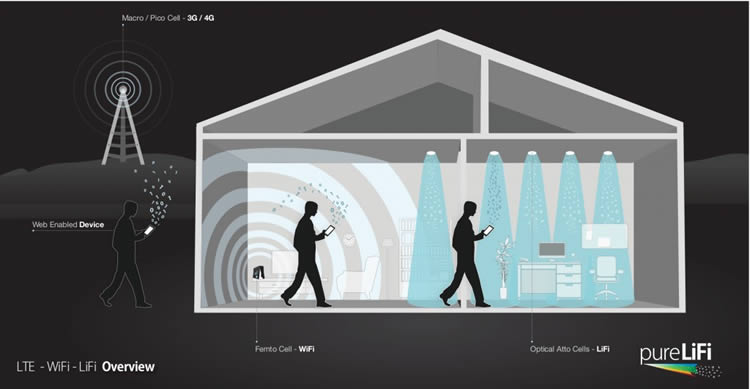 Macro / Pico Cell - 3G / 4G
Web Enabled Device
Femto Cell - WiFi
Optical Atto Cells - LiFi
LTE - WiFi - LiFi Overview
pureLiFi